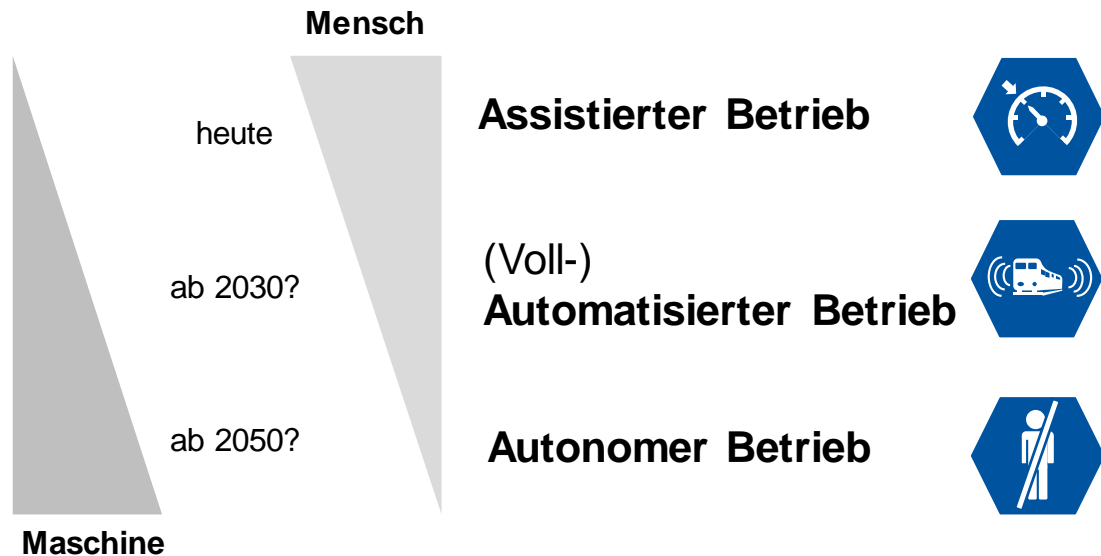 Mensch
heute
Assistierter Betrieb
ab 2030?
(Voll-)
Automatisierter Betrieb
ab 2050?
Autonomer Betrieb
Maschine